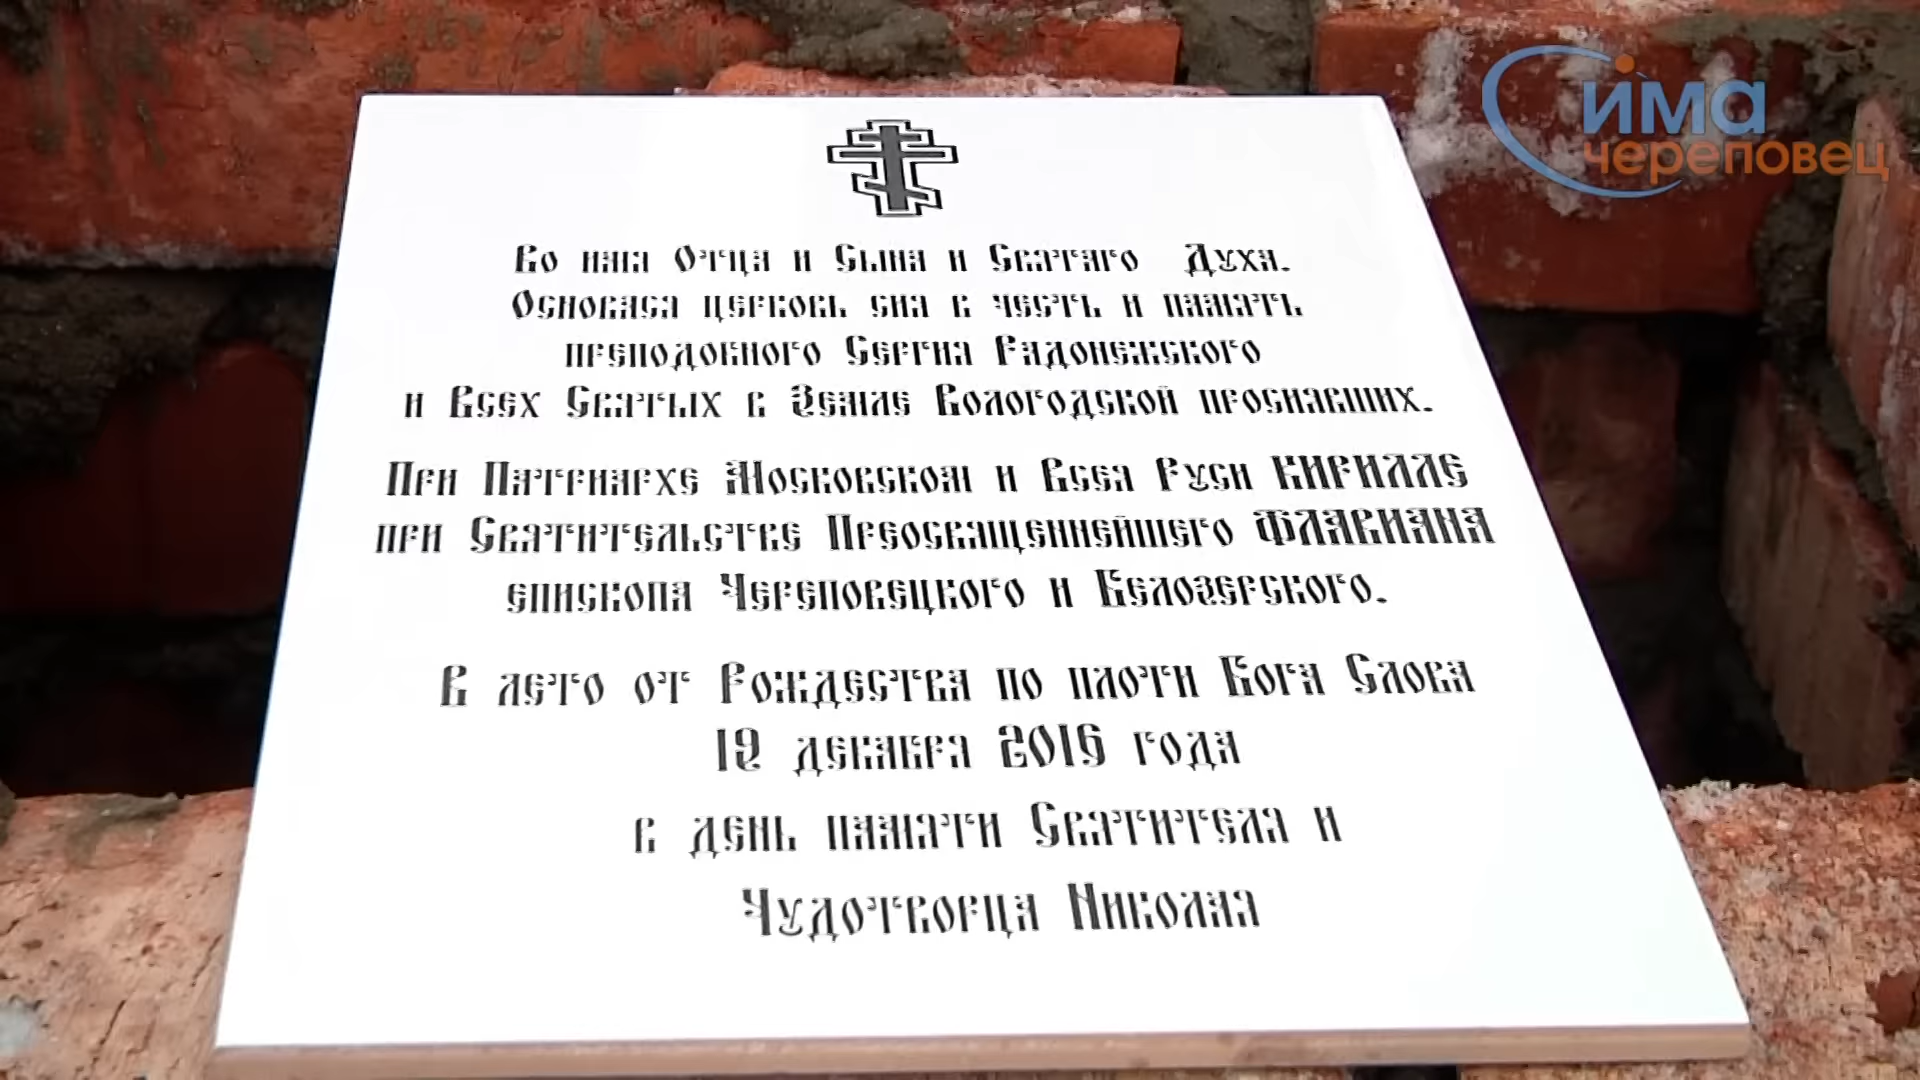 има
череповец
Во имя Отца и Сына и Святаго Духа.
Основася церковь сия в честь и память
преподобного Сергия Радонежского
и Всех Святых в Земле Вологодской просиявших.
При Патриархе Московском и Всея Руси КИРИЛЛЕ
при Святительстве Преосвященнейшего ФЛАВИАНА
епископа Череповецкого и Белозерского.
В лето от Рождества по плоти Бога Слова
19 декабря 2016 года
в день памяти Святителя и
Чудотворца Николая